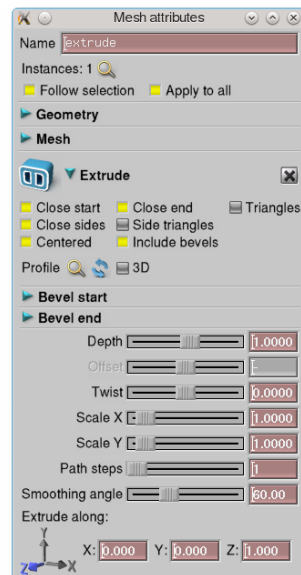 Mesh attributes
Name extrude
Instances: 1
Follow selection Apply to all
Geometry
Mesh
Extrude
Close start Close end Triangles
Close sides Side triangles
Centered Include bevels
Profile 3D
Bevel start
Bevel end
Depth 1.0000
Offset -
Twist 0.0000
Scale X 1.0000
Scale Y 1.0000
Path steps 1
Smoothing angle 60.00
Extrude along:
Y
Z X X: 0.000 Y: 0.000 Z: 1.000